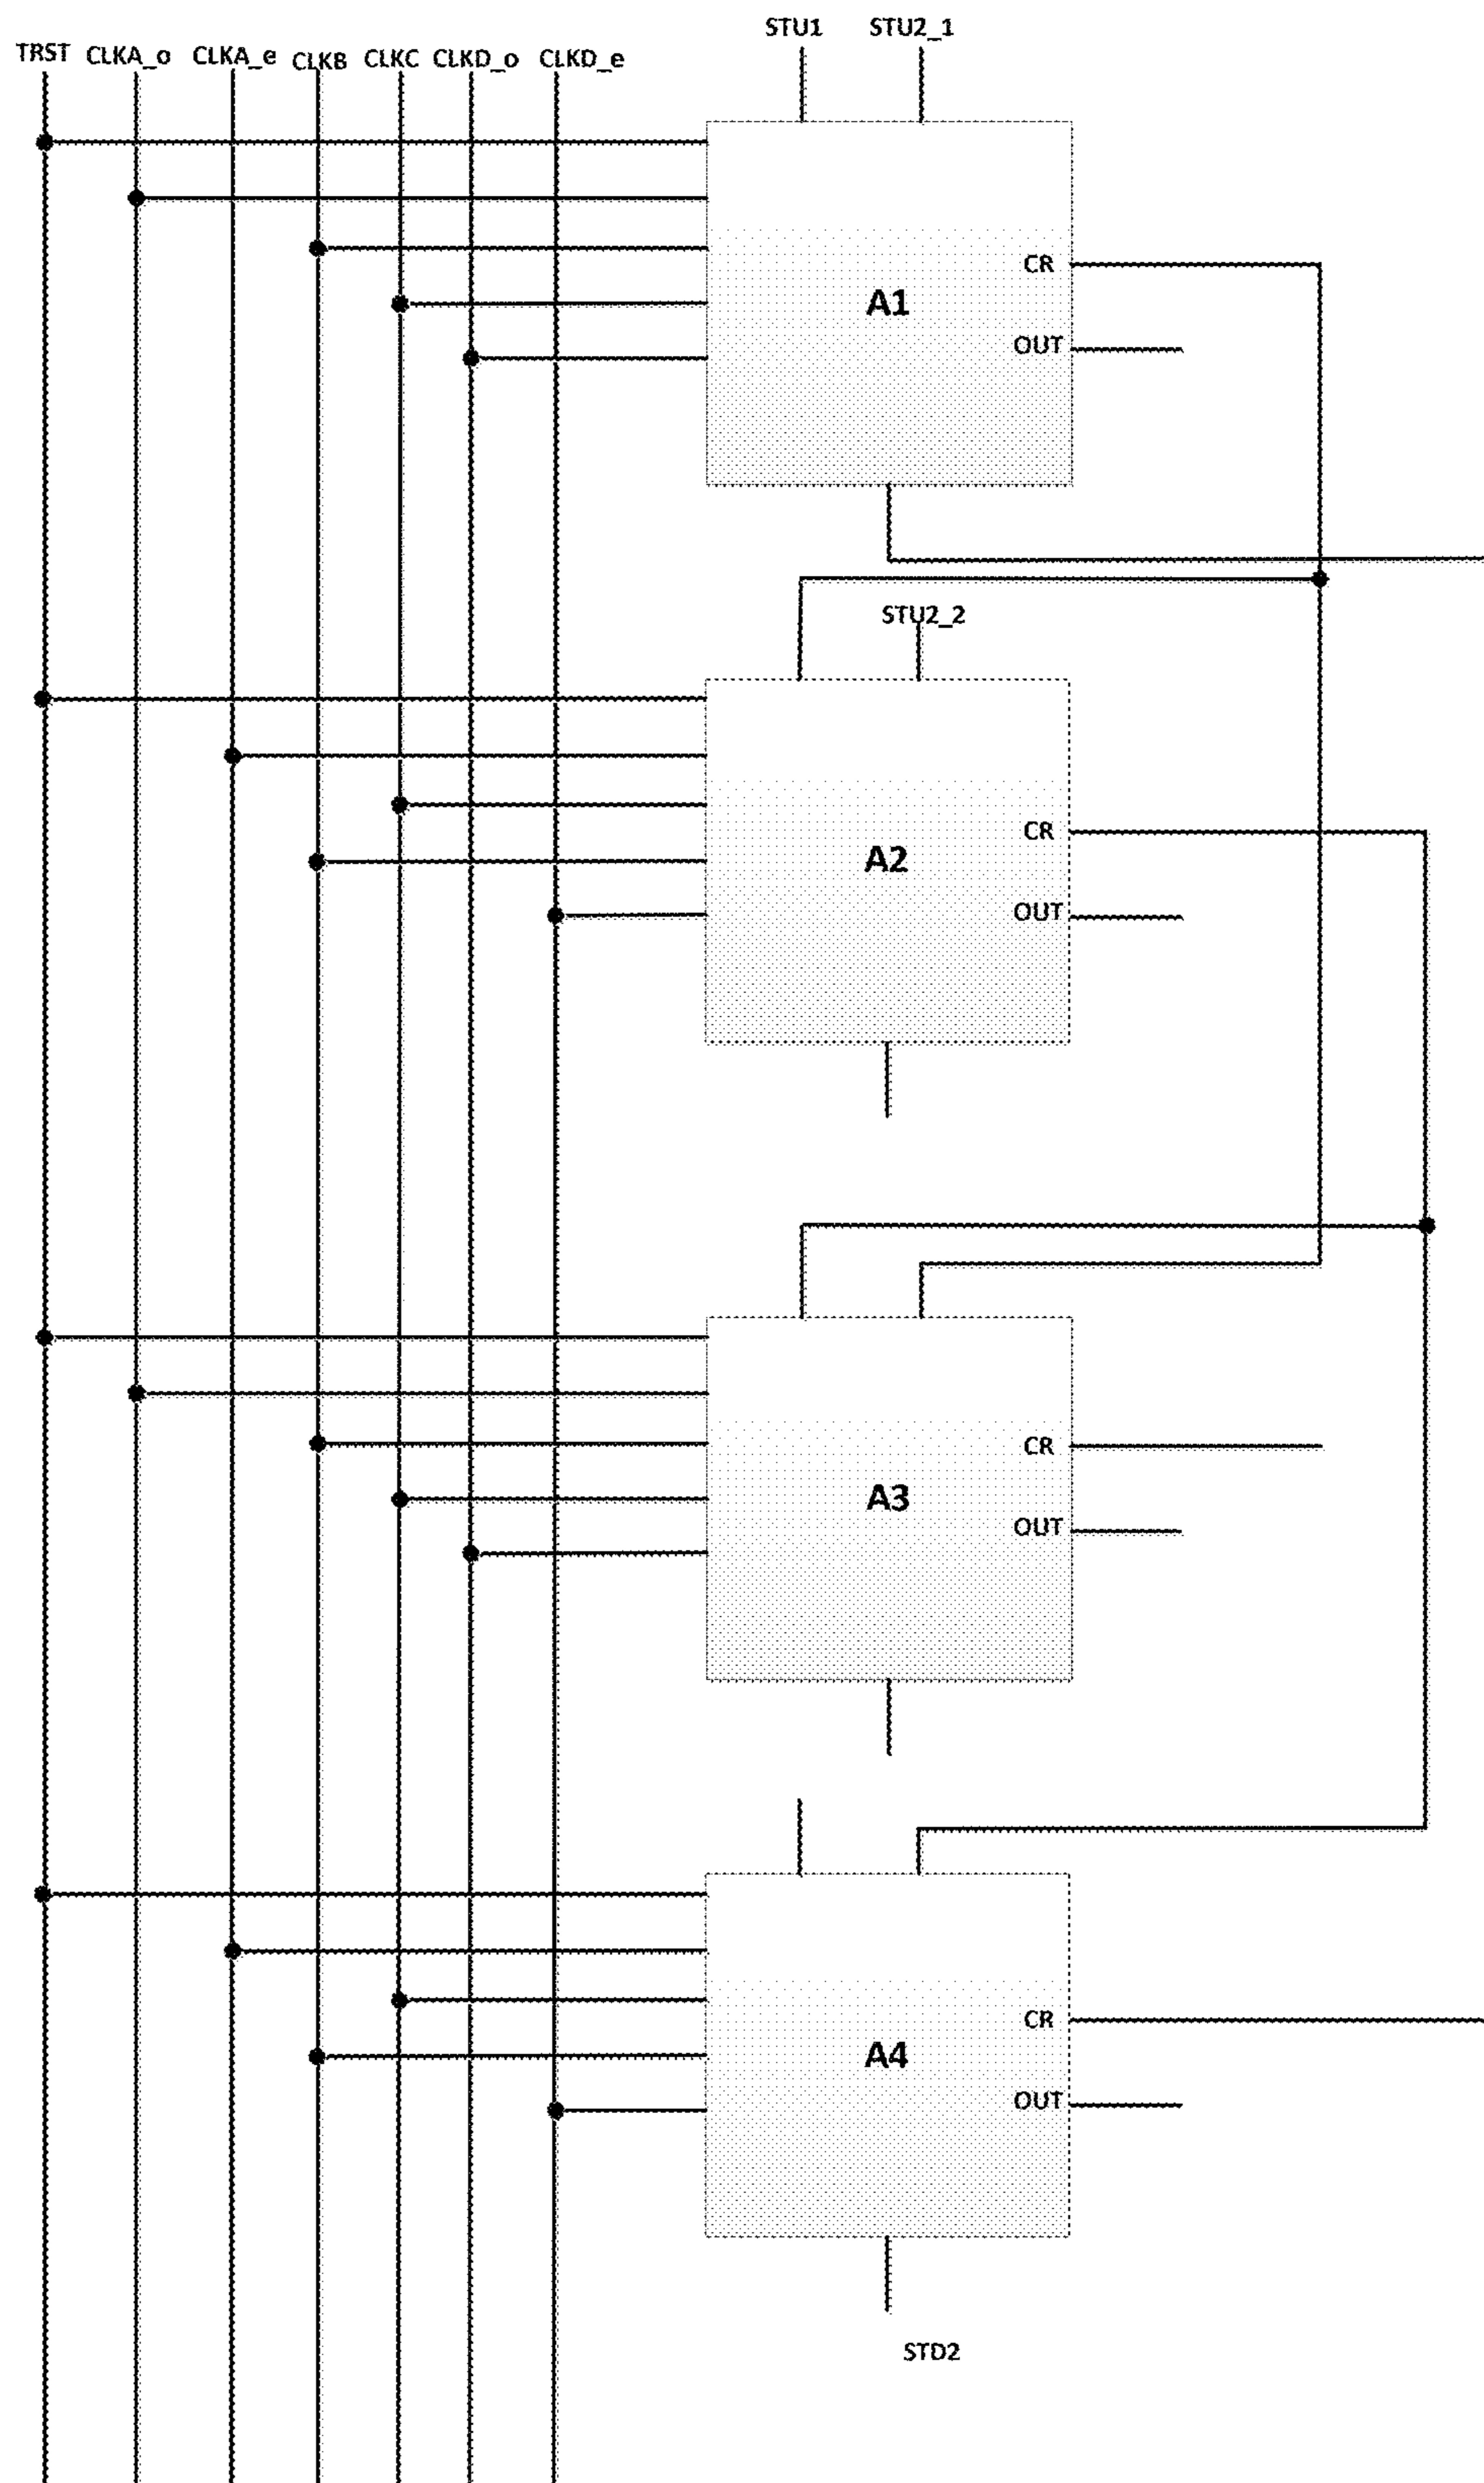 STU1 STU2_1
TRST CLKA_o CLKA_e CLKB CLKC CLKD_o CLKD_e
CR
A1
OUT
STU2_2
CR
A2
OUT
CR
A3
OUT
CR
A4
OUT
STD2